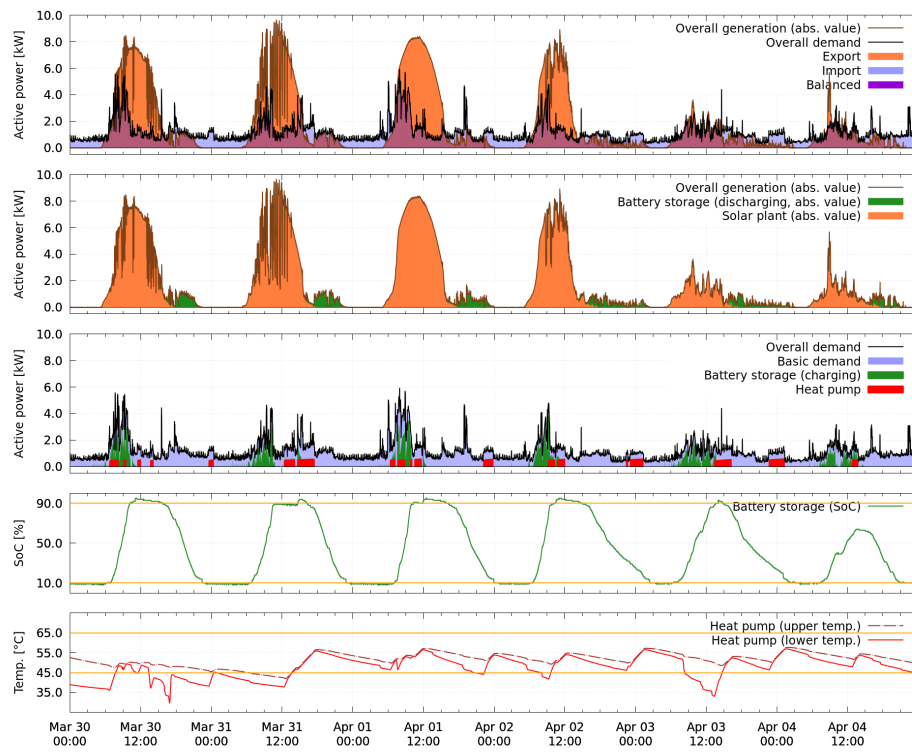 10.0
8.0
6.0
4.0
2.0
0.0
Active power [kW]
Overall generation (abs. value)
Overall demand
Export
Import
Balanced
10.0
8.0
6.0
4.0
2.0
0.0
Active power [kW]
Overall generation (abs. value)
Battery storage (discharging, abs. value)
Solar plant (abs. value)
10.0
8.0
6.0
4.0
2.0
0.0
Active power [kW]
Overall demand
Basic demand
Battery storage (charging)
Heat pump
90.0
50.0
10.0
SoC [%]
Battery storage (SoC)
65.0
55.0
45.0
35.0
Temp. [°C]
Heat pump (upper temp.)
Heat pump (lower temp.)
Mar 30 Mar 30 Mar 31 Mar 31 Apr 01 Apr 01 Apr 02 Apr 02 Apr 03 Apr 03 Apr 04 Apr 04
00:00 12:00 00:00 12:00 00:00 12:00 00:00 12:00 00:00 12:00 00:00 12:00